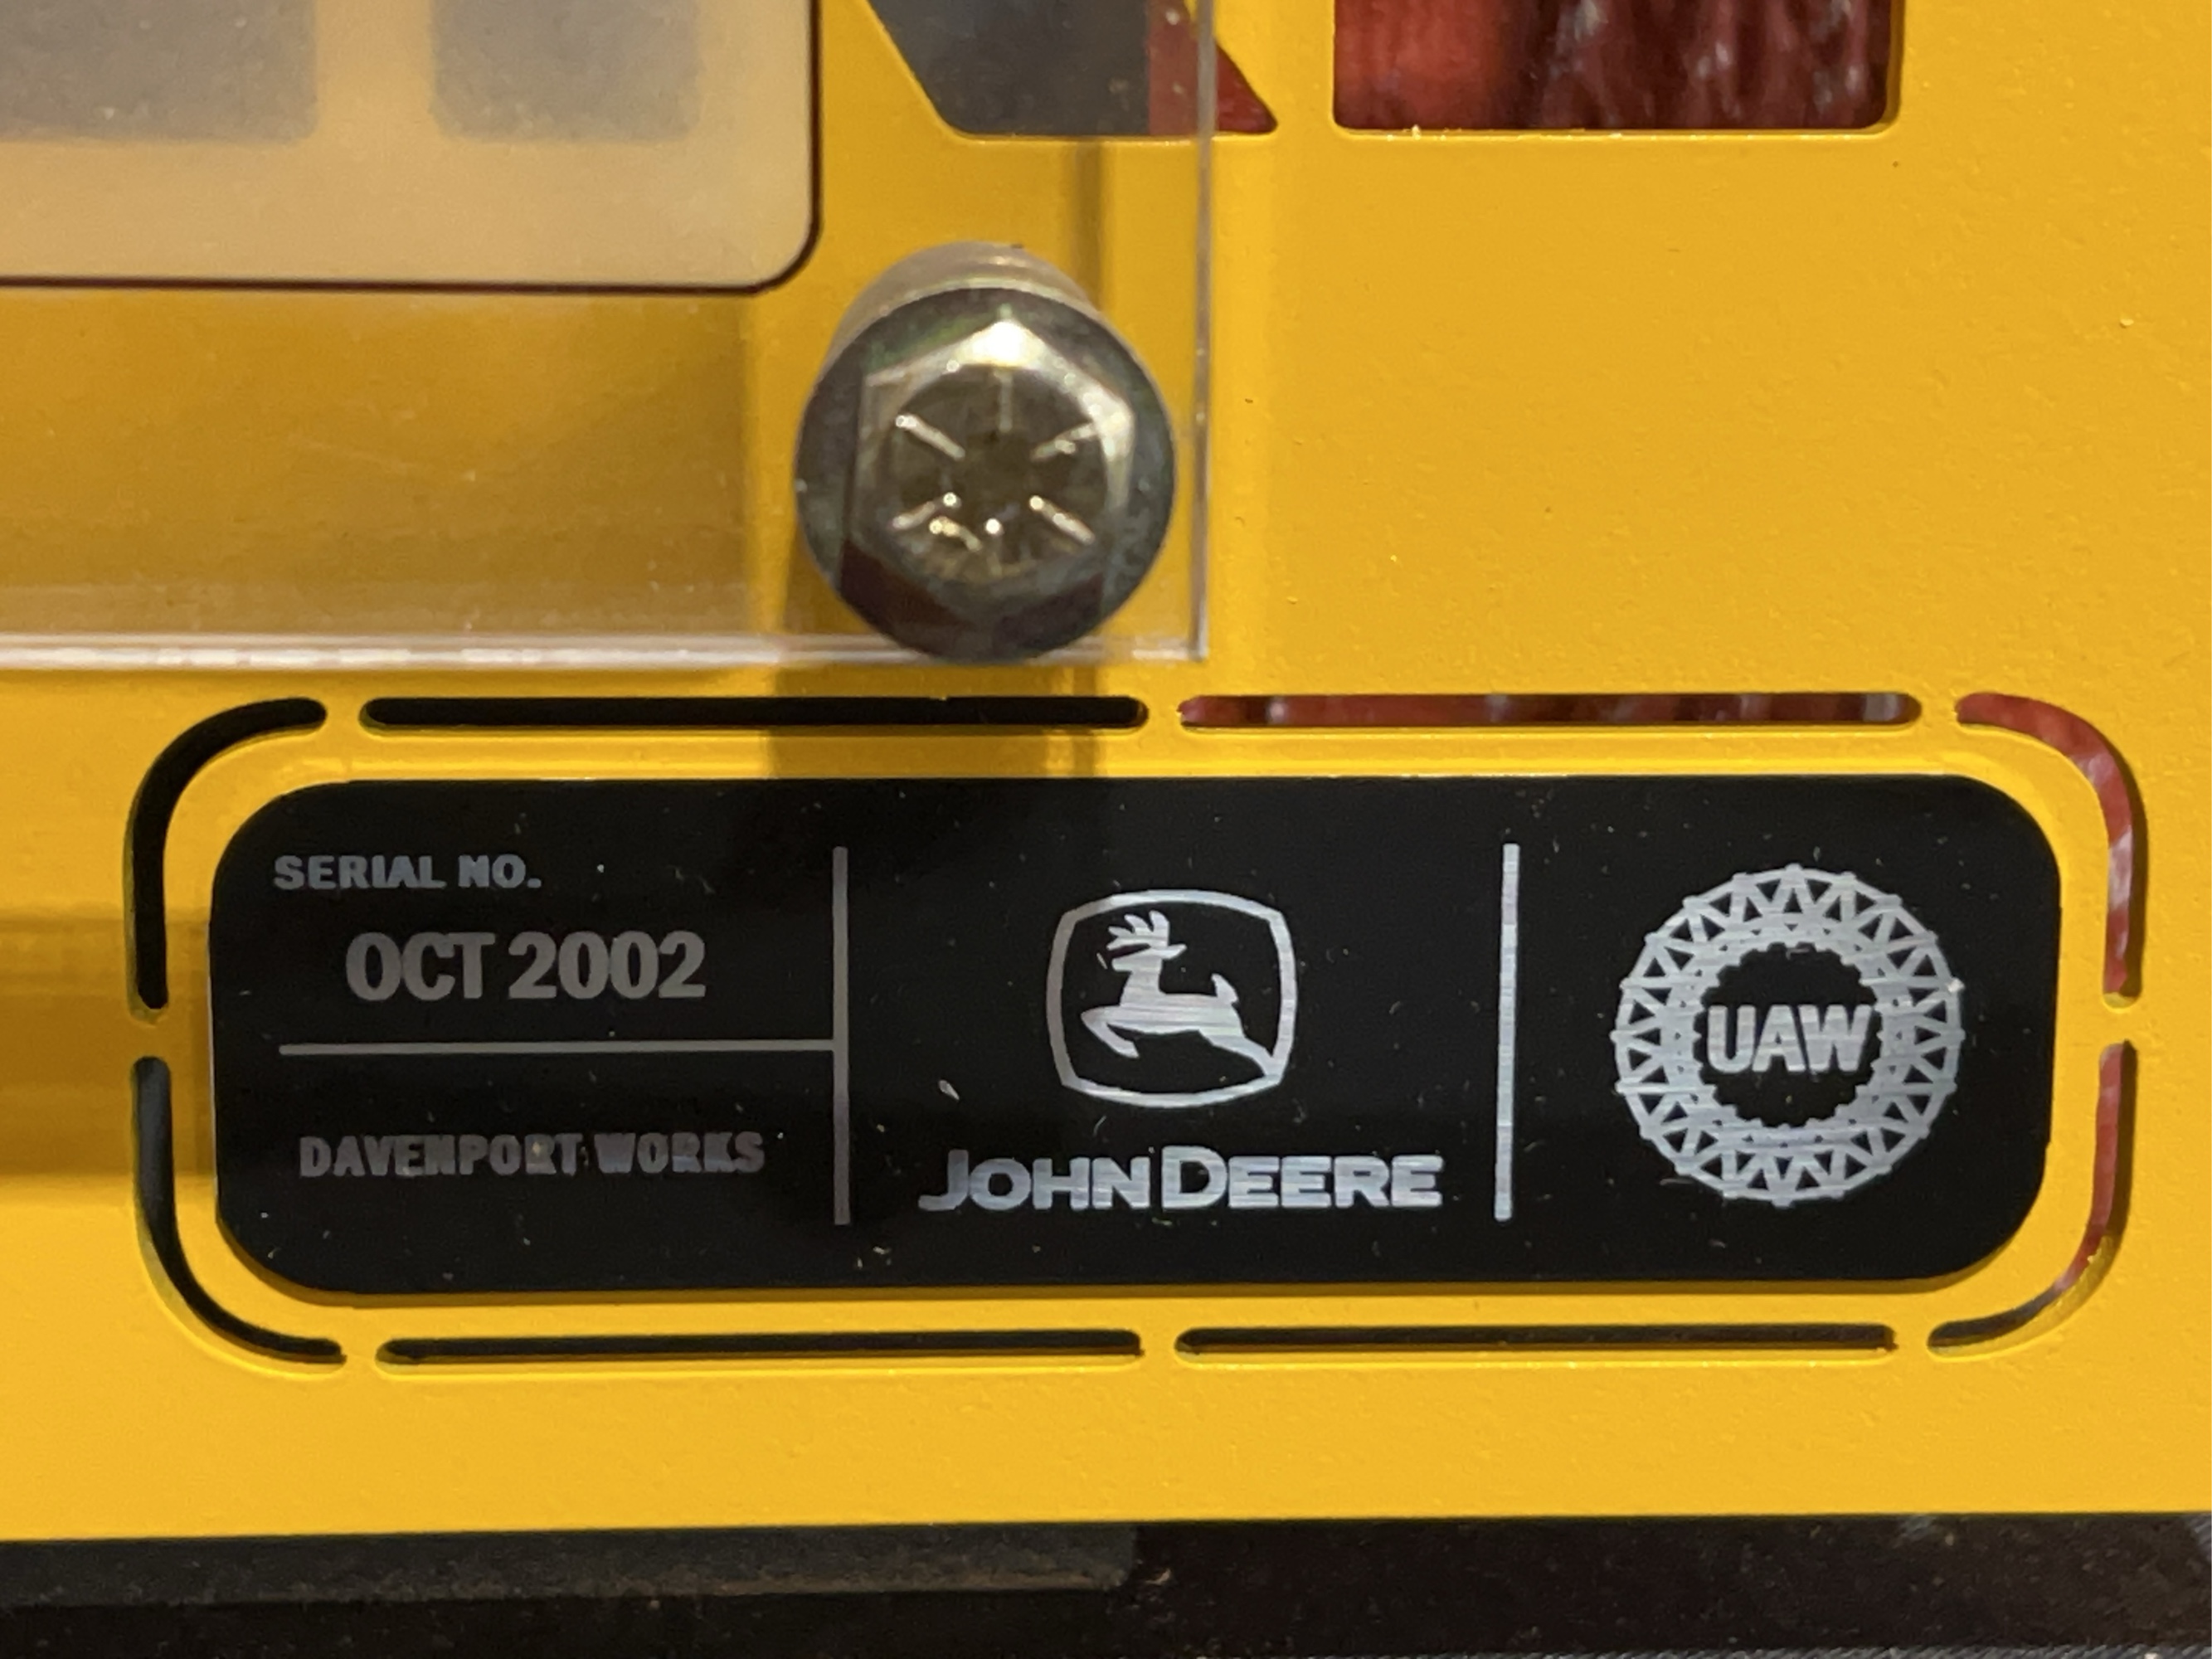 SERIAL NO.
OCT 2002
DAVENPORT WORKS
JOHN DEERE
UAW